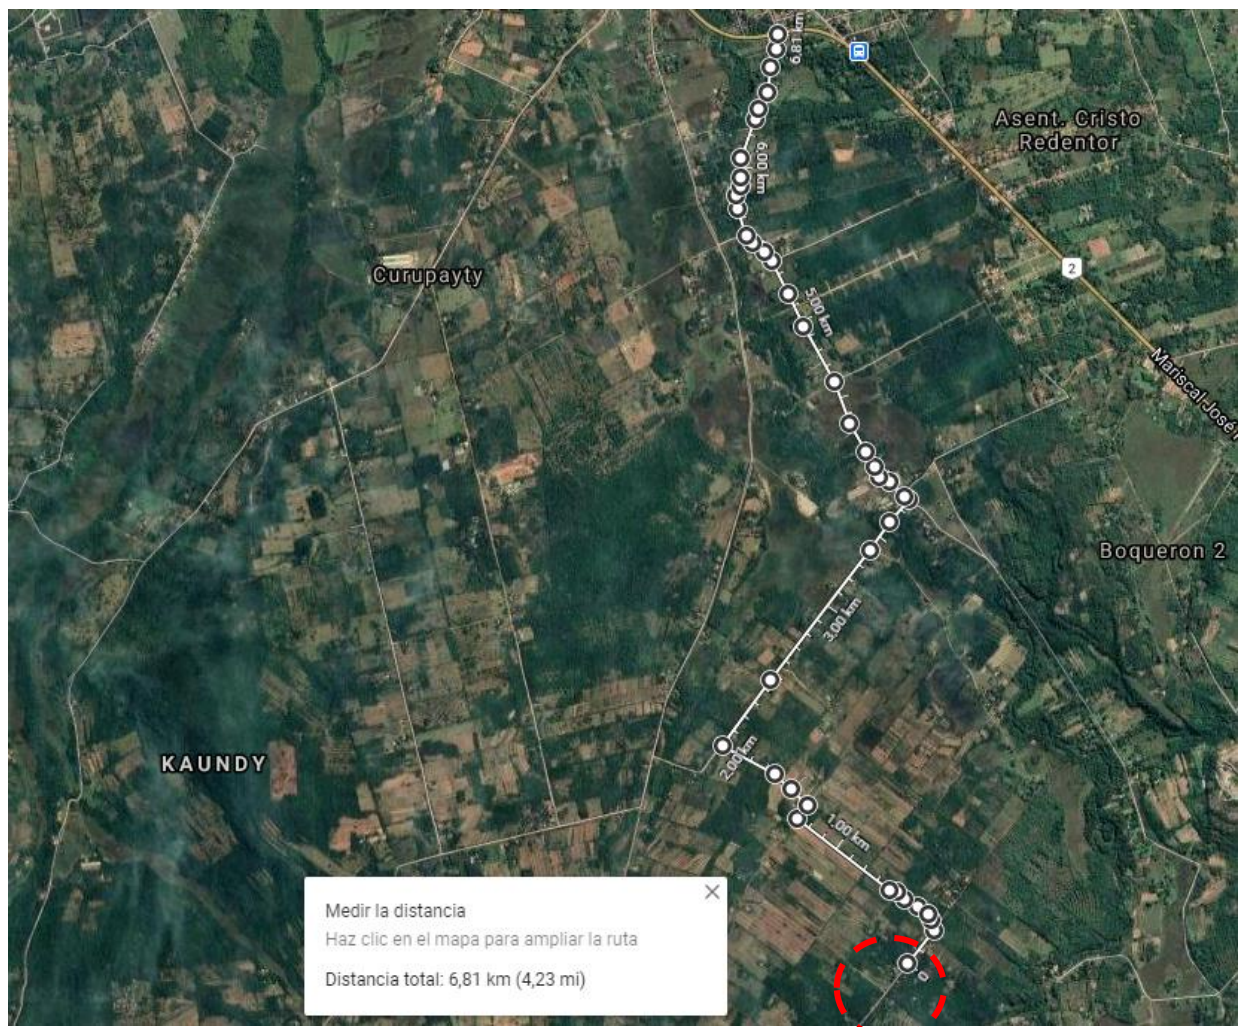 6,81 km
Asent. Cristo
Redentor
6,00 km
Curupayty
2
5,00 km
Mariscal José
Boqueron 2
3,00 km
KAUNDY
2,00 km
1,00 km
Medir la distancia
Haz clic en el mapa para ampliar la ruta
Distancia total: 6,81 km (4,23 mi)
0